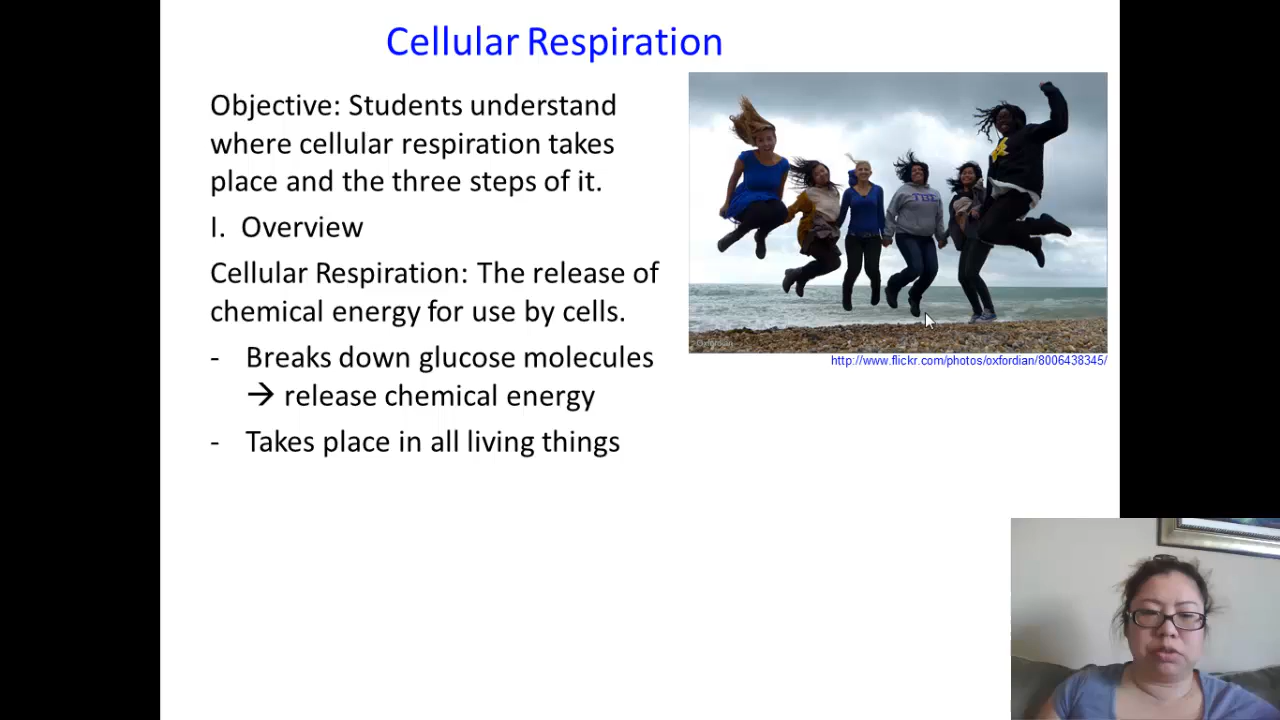 Cellular Respiration
Objective: Students understand
where cellular respiration takes
place and the three steps of it.
I. Overview
Cellular Respiration: The release of
chemical energy for use by cells.
- Breaks down glucose molecules
→ release chemical energy
- Takes place in all living things
ΓΦΒ
Oxfordian
http://www.flickr.com/photos/oxfordian/8006438345/